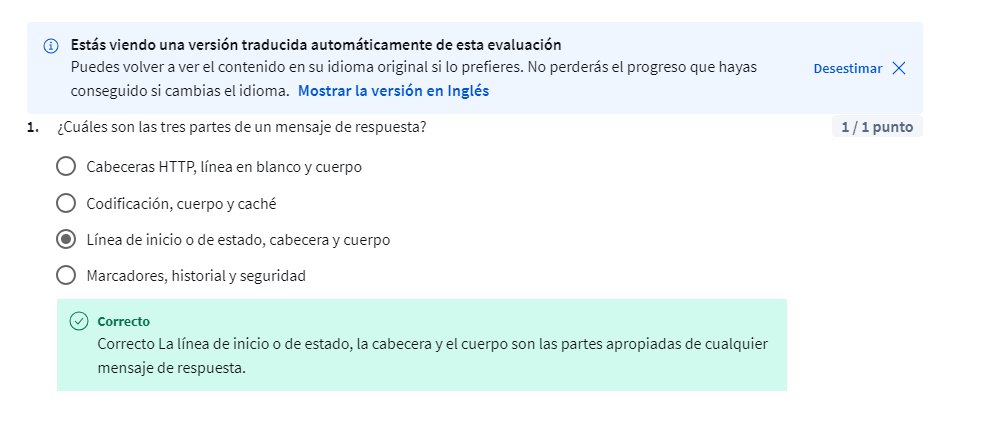 Estás viendo una versión traducida automáticamente de esta evaluación
Puedes volver a ver el contenido en su idioma original si lo prefieres. No perderás el progreso que hayas
conseguido si cambias el idioma. Mostrar la versión en Inglés
Desestimar
1. ¿Cuáles son las tres partes de un mensaje de respuesta?
1 / 1 punto
Cabeceras HTTP, línea en blanco y cuerpo
Codificación, cuerpo y caché
Línea de inicio o de estado, cabecera y cuerpo
Marcadores, historial y seguridad
Correcto
Correcto La línea de inicio o de estado, la cabecera y el cuerpo son las partes apropiadas de cualquier
mensaje de respuesta.